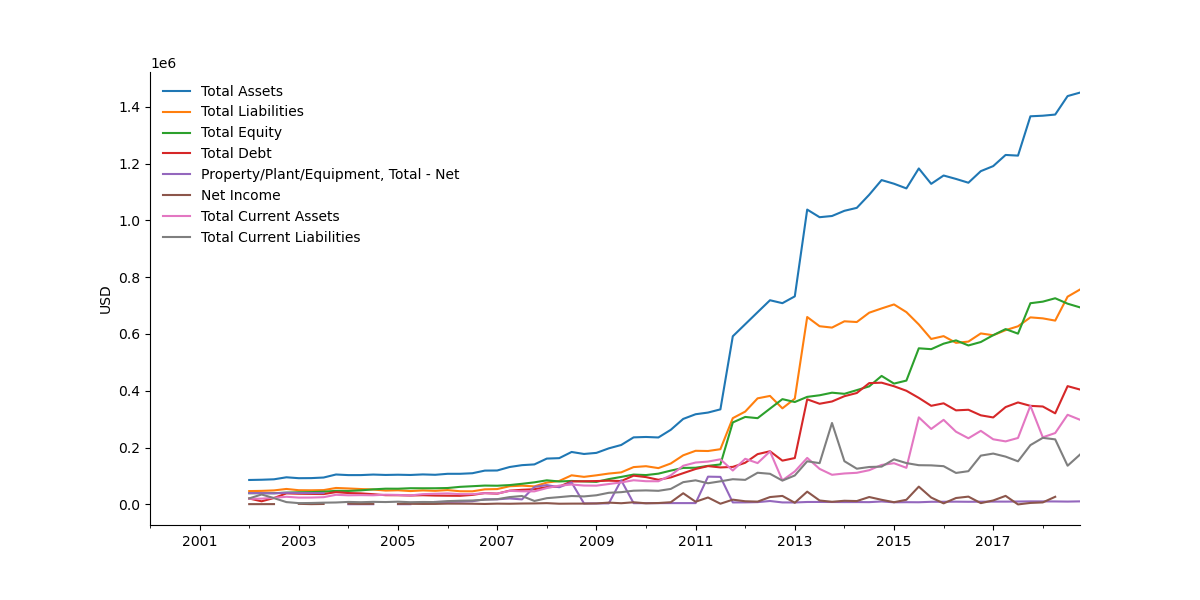 1e6
1.4
1.2
1.0
0.8
0.6
0.4
0.2
0.0
USD
Total Assets
Total Liabilities
Total Equity
Total Debt
Property/Plant/Equipment, Total - Net
Net Income
Total Current Assets
Total Current Liabilities
2001 2003 2005 2007 2009 2011 2013 2015 2017